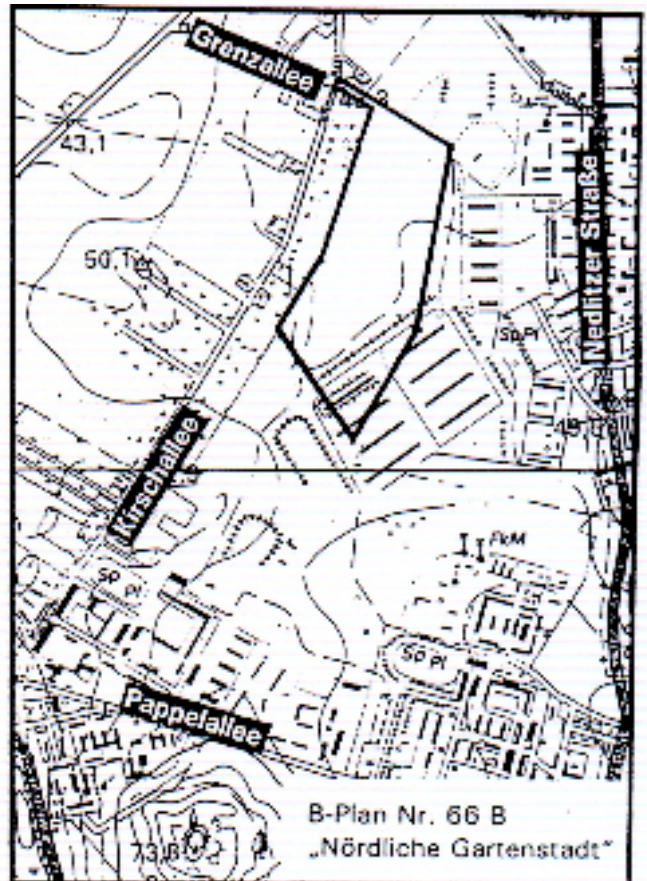 Grenzallee
43,1
Nedlitzer Straße
50,1
Sp Pl
Kirschallee
FkM
Sp Pl
Sp Pl
Pappelallee
B-Plan Nr. 66 B
„Nördliche Gartenstadt"